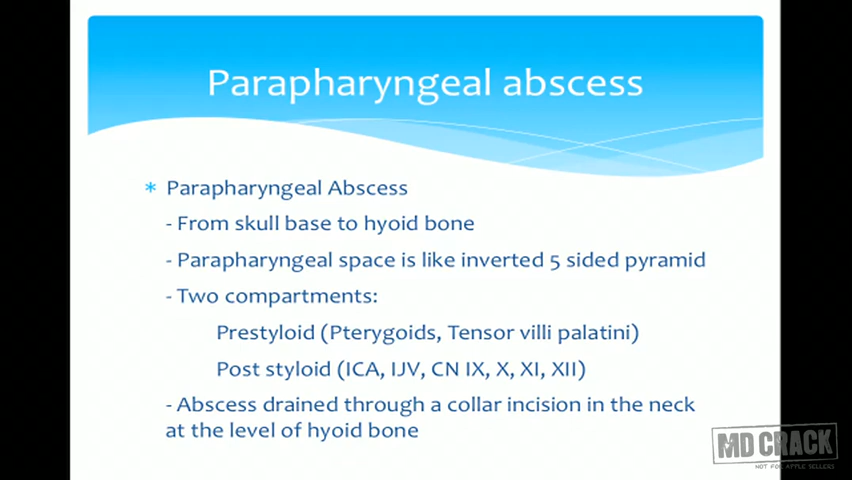 Parapharyngeal abscess
* Parapharyngeal Abscess
- From skull base to hyoid bone
- Parapharyngeal space is like inverted 5 sided pyramid
- Two compartments:
Prestyloid (Pterygoids, Tensor villi palatini)
Post styloid (ICA, IJV, CN IX, X, XI, XII)
- Abscess drained through a collar incision in the neck
at the level of hyoid bone
MD CRACK
NOT FOR APPLE SELLERS